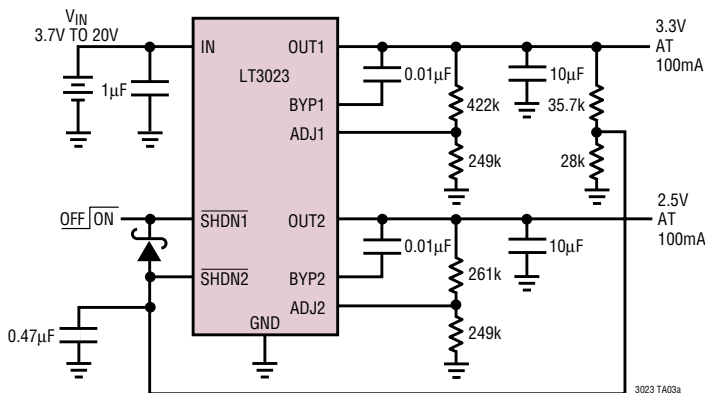 VIN
3.7V TO 20V
1µF
IN
LT3023
OUT1
BYP1
ADJ1
0.01µF
422k
249k
10µF
35.7k
28k
3.3V
AT
100mA
OFF ON
SHDN1
SHDN2
0.47µF
GND
OUT2
BYP2
ADJ2
0.01µF
261k
249k
10µF
2.5V
AT
100mA
3023 TA03a